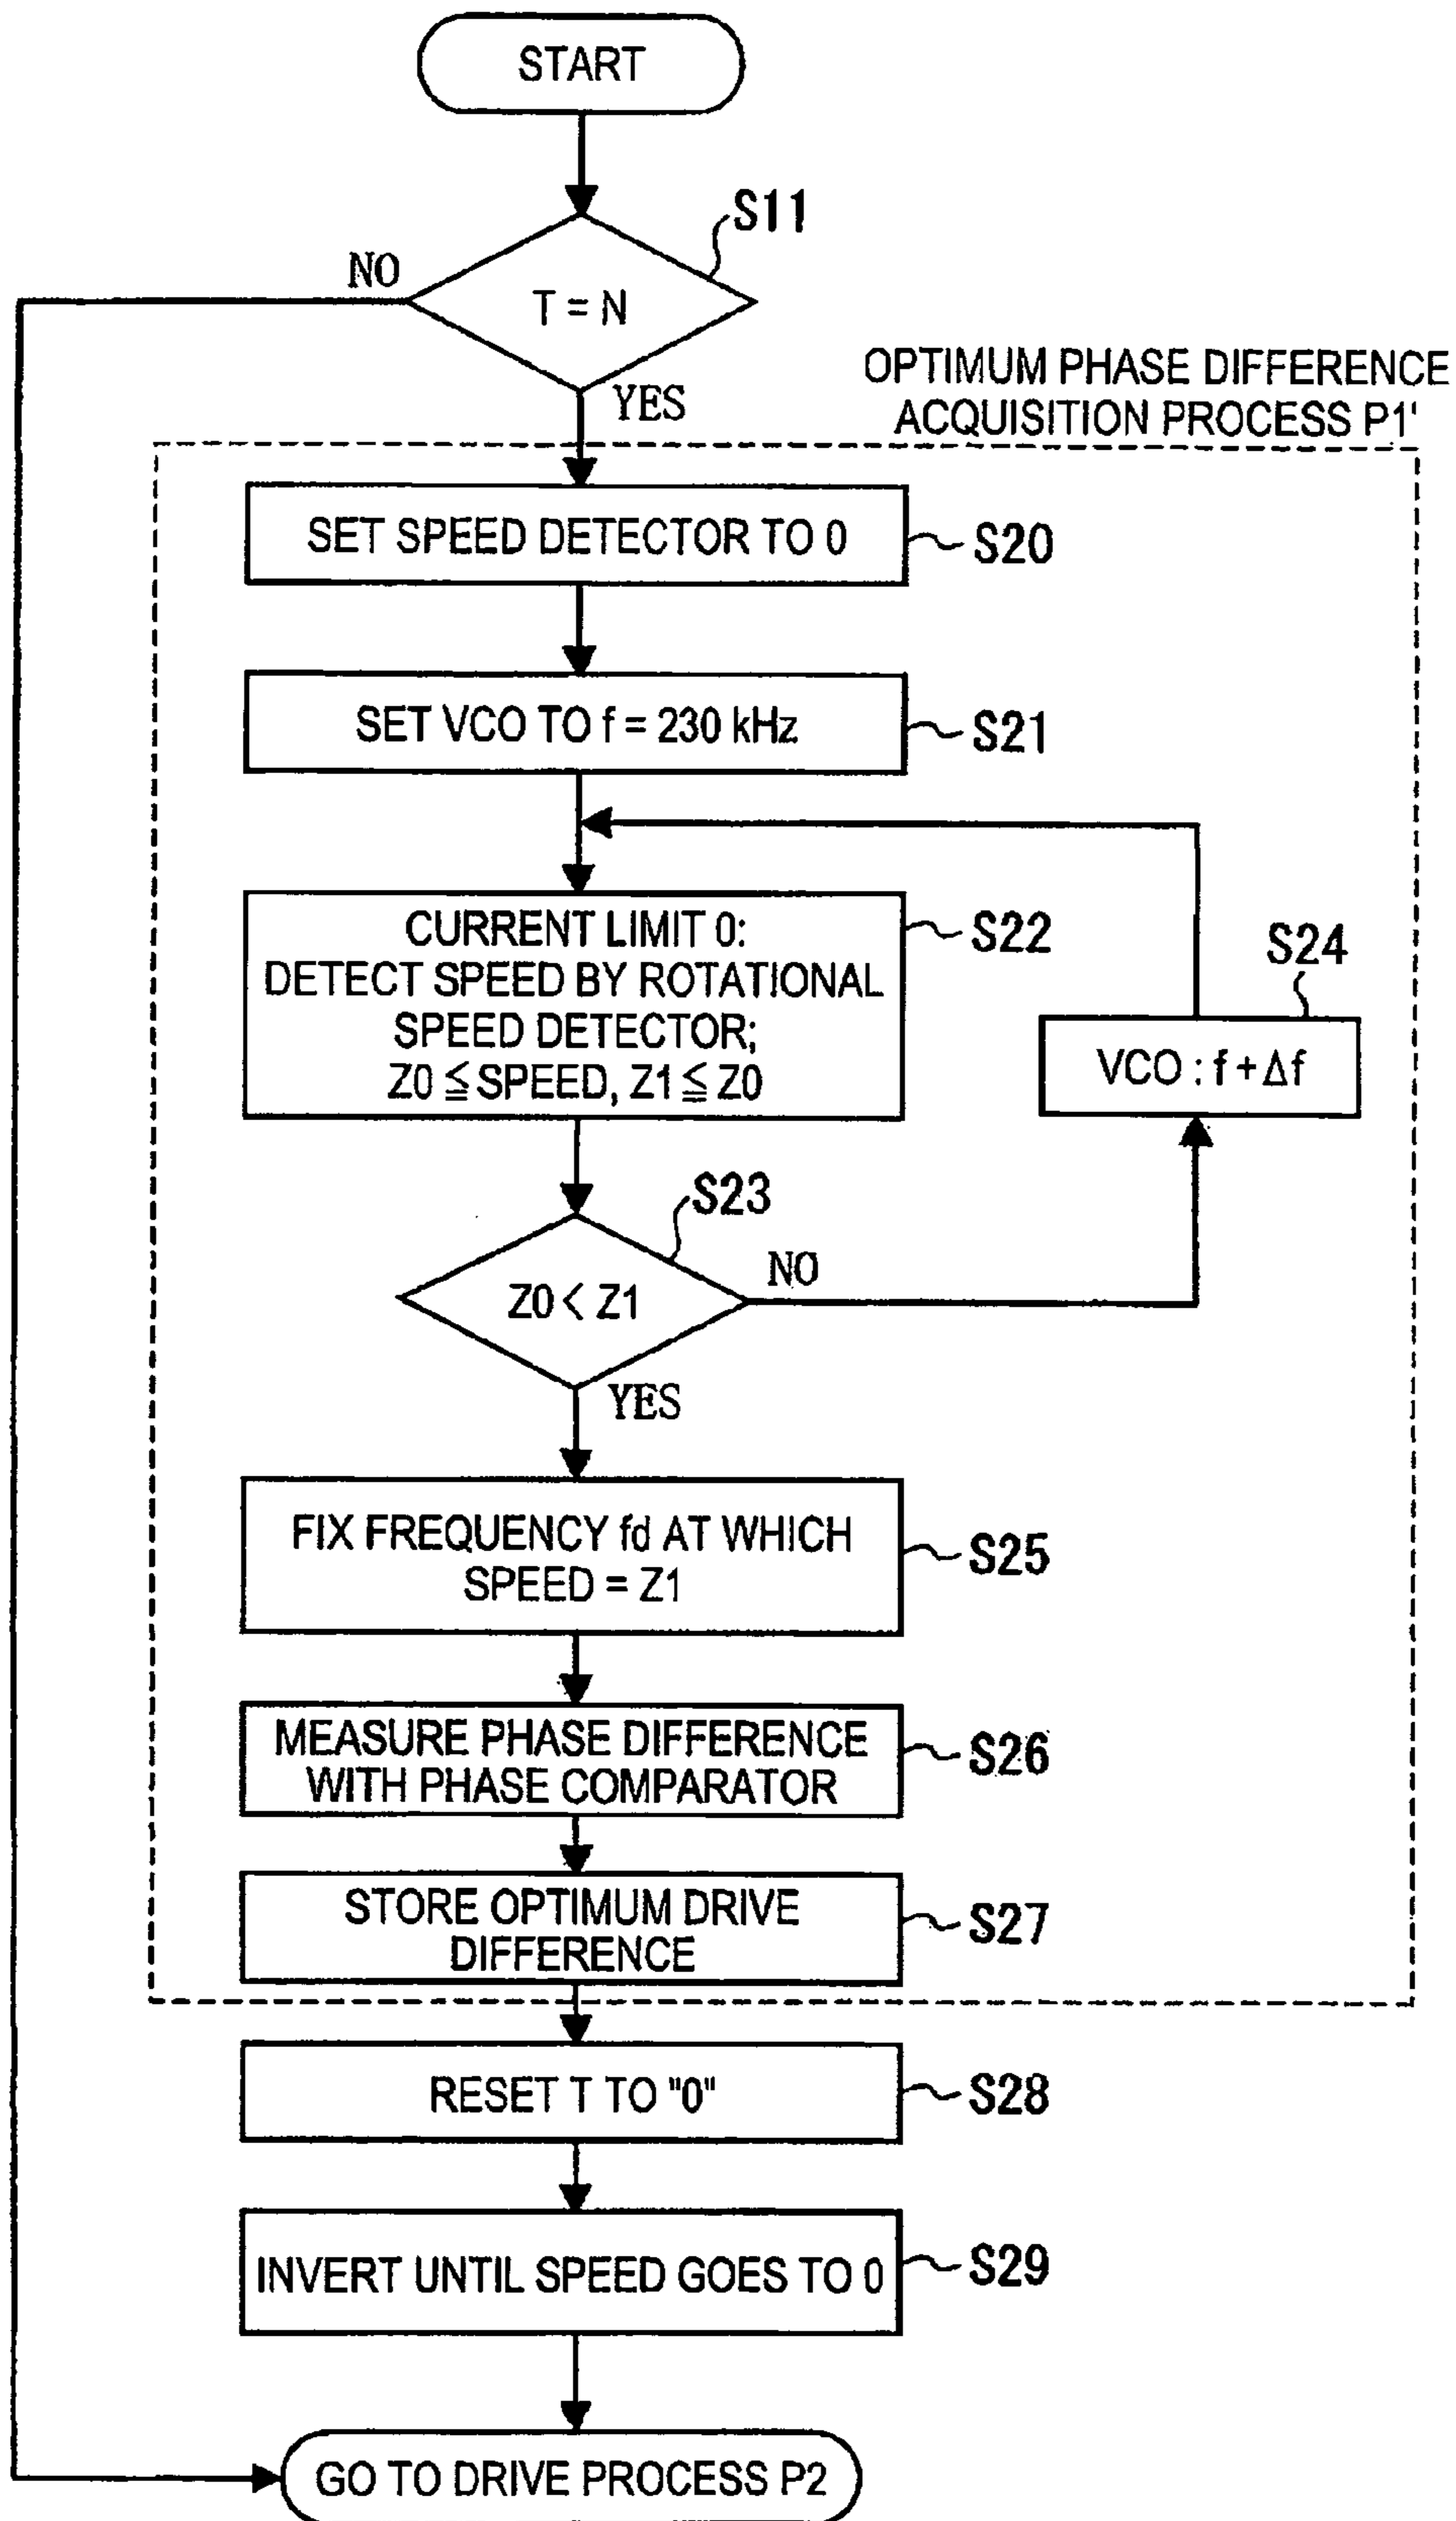 START
S11
NO
T = N
YES
OPTIMUM PHASE DIFFERENCE
ACQUISITION PROCESS P1'
SET SPEED DETECTOR TO 0
S20
SET VCO TO f = 230 kHz
S21
CURRENT LIMIT 0:
DETECT SPEED BY ROTATIONAL
SPEED DETECTOR;
Z0 ≦ SPEED, Z1 ≦ Z0
S22
S24
VCO : f + Δf
S23
Z0 < Z1
NO
YES
FIX FREQUENCY fd AT WHICH
SPEED = Z1
S25
MEASURE PHASE DIFFERENCE
WITH PHASE COMPARATOR
S26
STORE OPTIMUM DRIVE
DIFFERENCE
S27
RESET T TO "0"
S28
INVERT UNTIL SPEED GOES TO 0
S29
GO TO DRIVE PROCESS P2